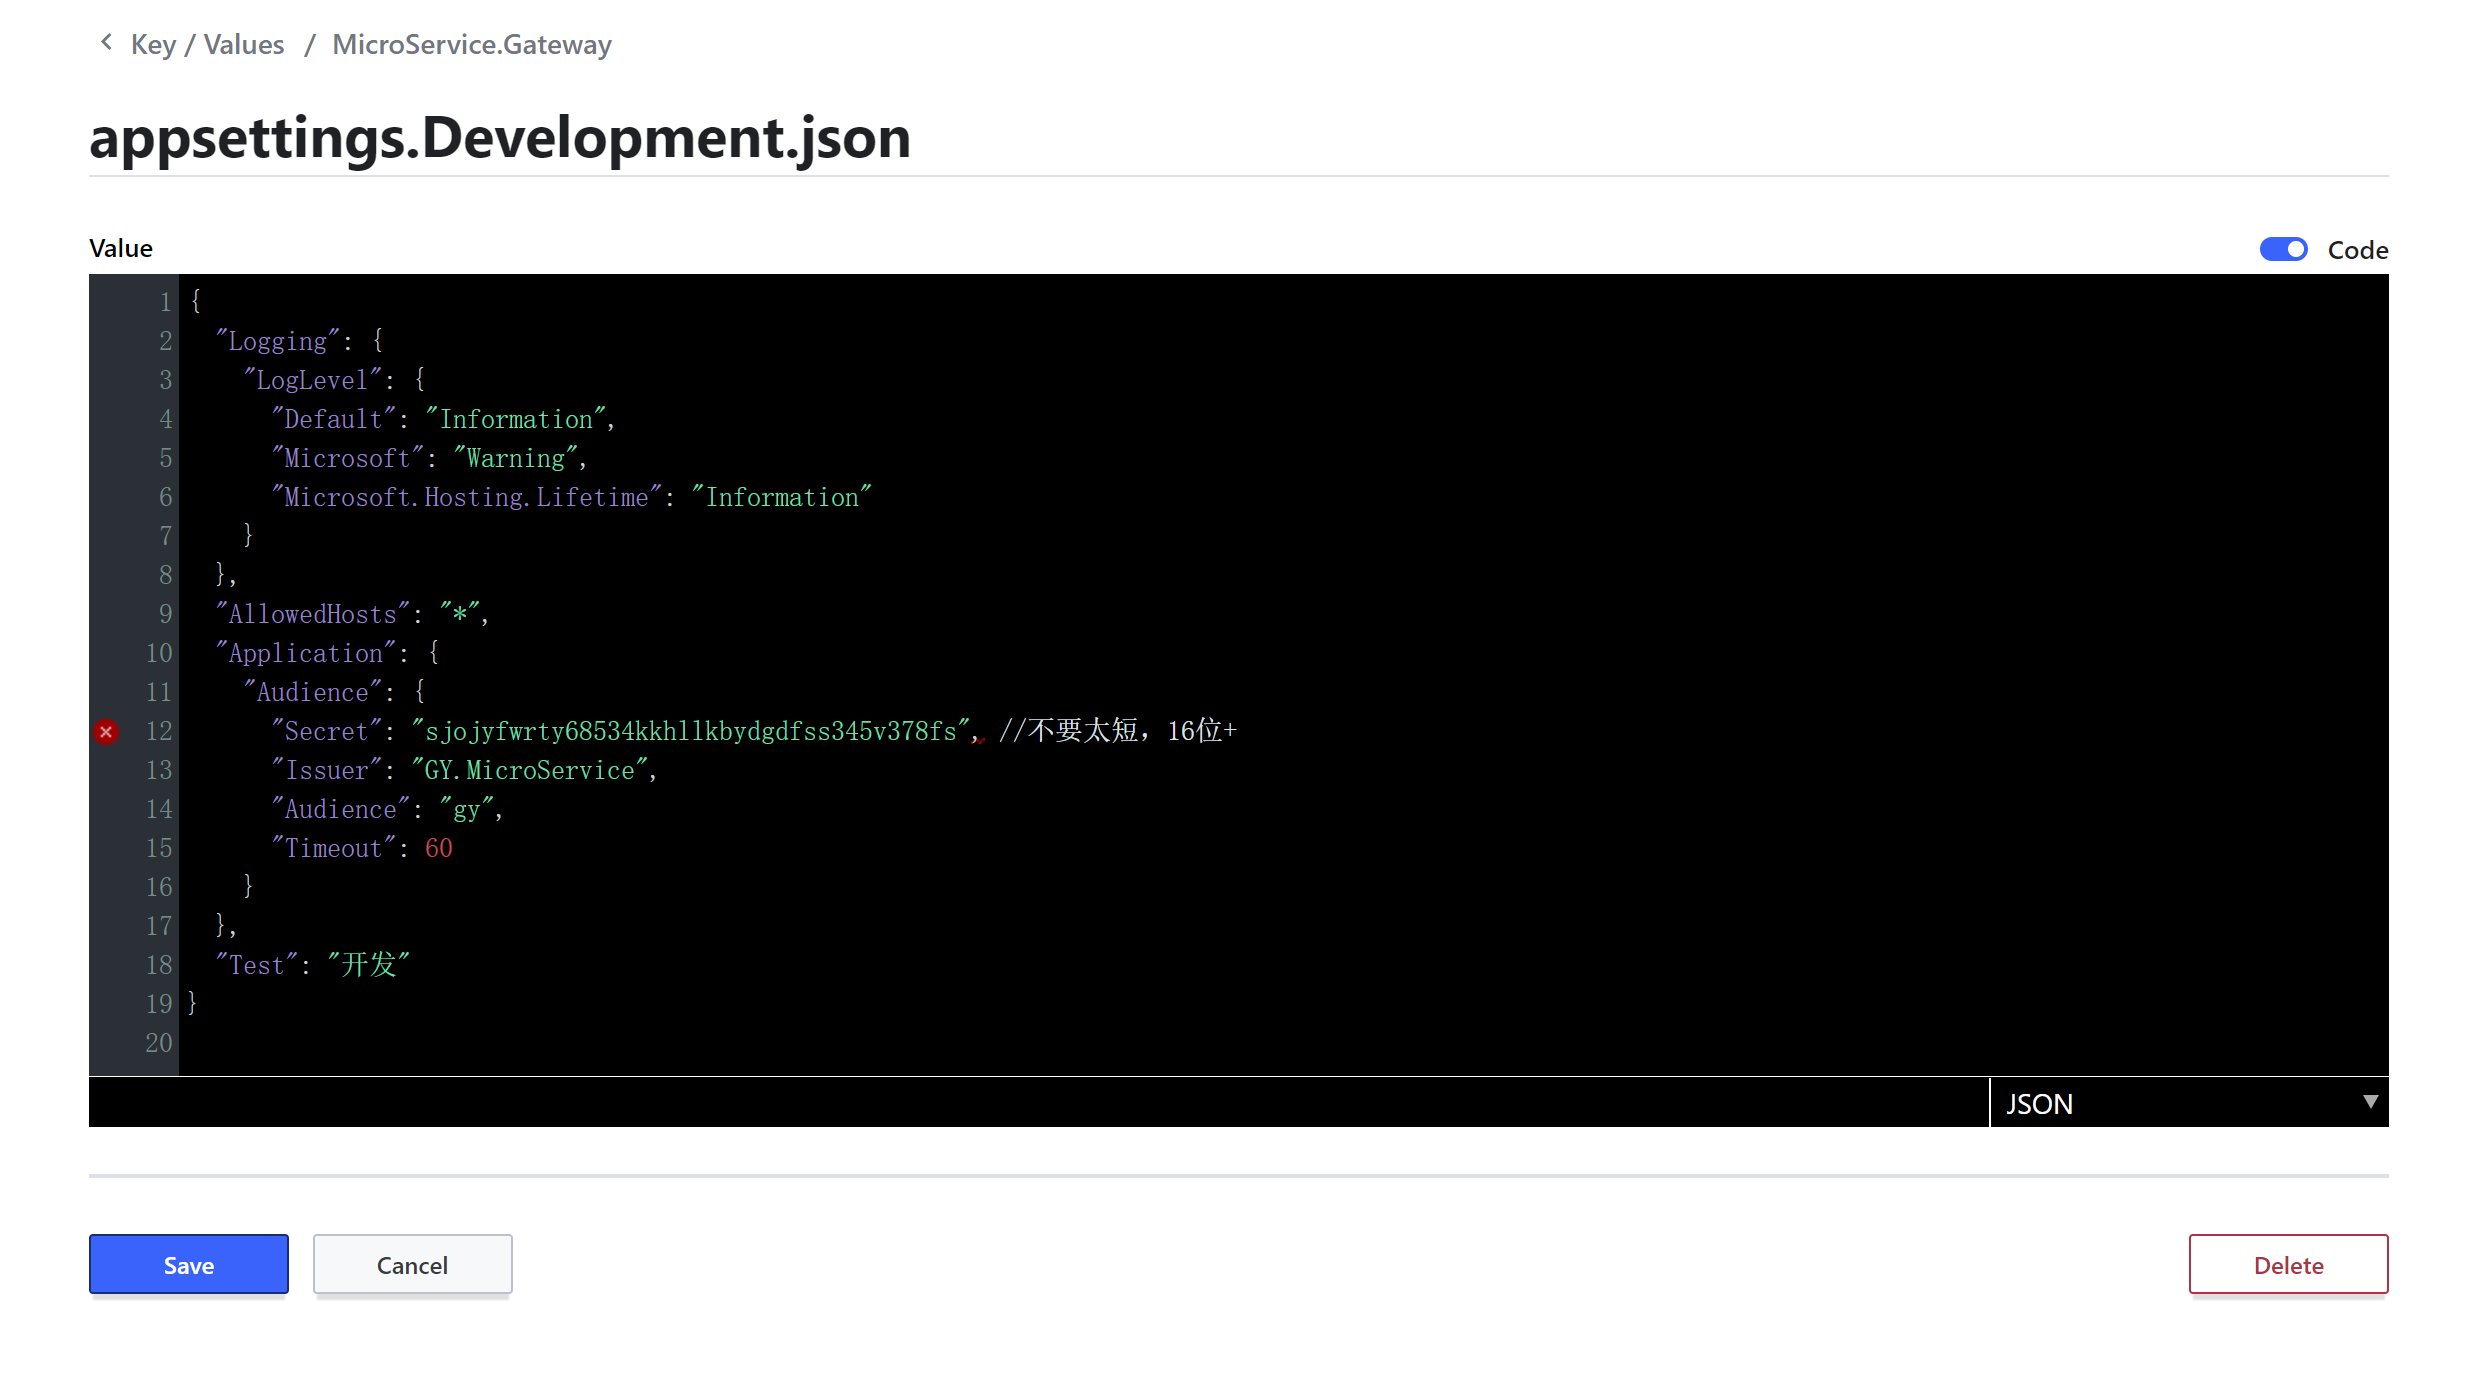 Key / Values / MicroService.Gateway
appsettings.Development.json
Value
Code
1 {
2 "Logging": {
3 "LogLevel": {
4 "Default": "Information",
5 "Microsoft": "Warning",
6 "Microsoft.Hosting.Lifetime": "Information"
7 }
8 },
9 "AllowedHosts": "*",
10 "Application": {
11 "Audience": {
12 "Secret": "sjojyfwrty68534kkhllkbydgdfss345v378fs", //不要太短，16位+
13 "Issuer": "GY.MicroService",
14 "Audience": "gy",
15 "Timeout": 60
16 }
17 },
18 "Test": "开发"
19 }
20
JSON
Save
Cancel
Delete